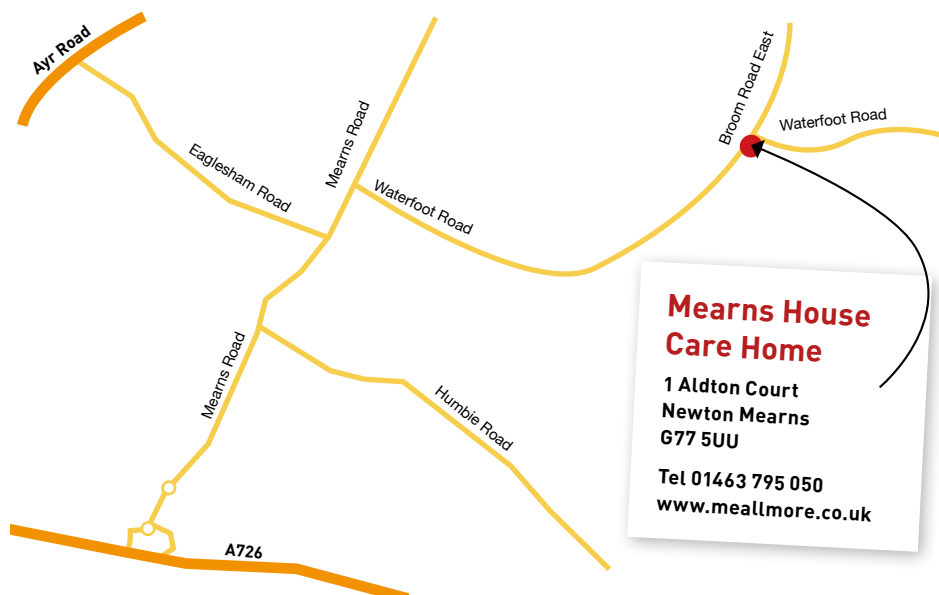 Ayr Road
Eaglesham Road
Mearns Road
Waterfoot Road
Broom Road East
Waterfoot Road
Mearns Road
Humbie Road
A726
Mearns House
Care Home
1 Aldton Court
Newton Mearns
G77 5UU
Tel 01463 795 050
www.meallmore.co.uk